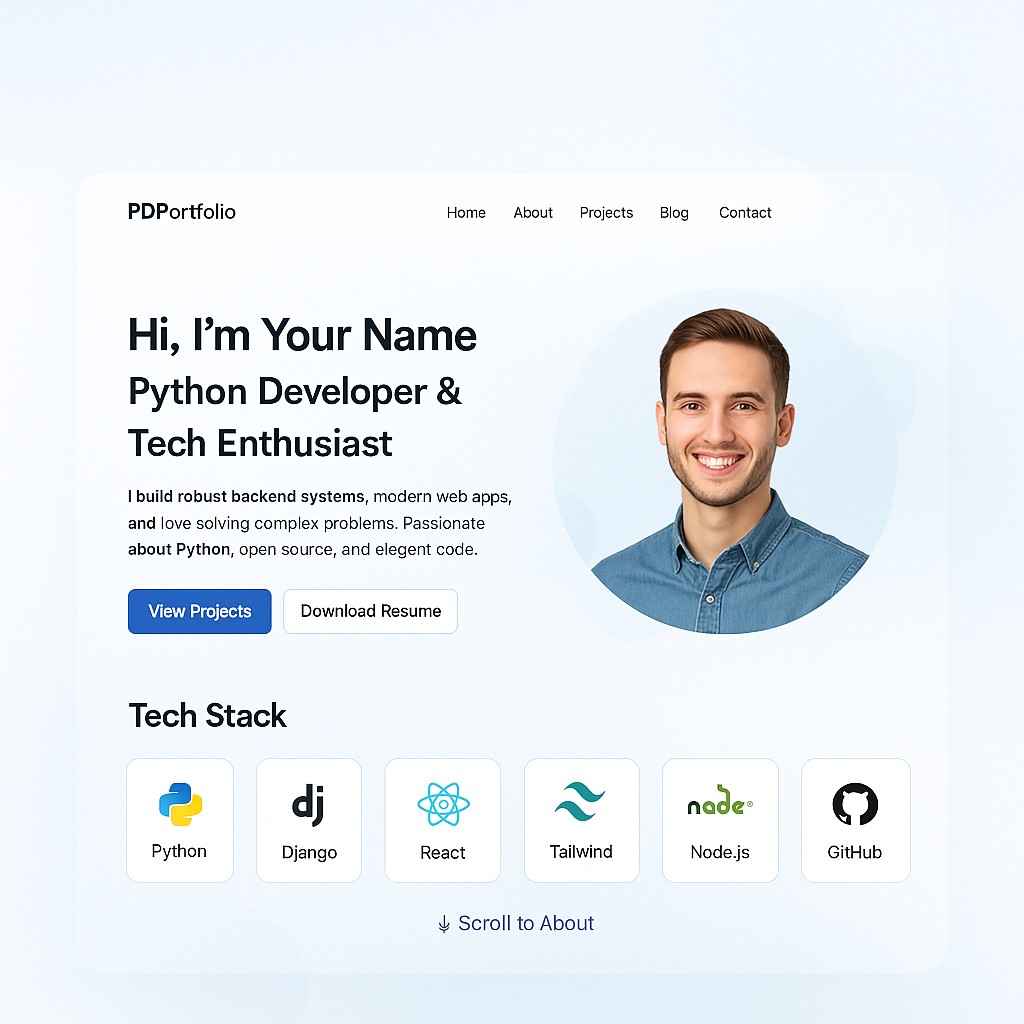 PDPortfolio
Home About Projects Blog Contact
Hi, I’m Your Name
Python Developer &
Tech Enthusiast
I build robust backend systems, modern web apps,
and love solving complex problems. Passionate
about Python, open source, and elegent code.
View Projects Download Resume
Tech Stack
dj
node®
Python Django React Tailwind Node.js GitHub
↓ Scroll to About